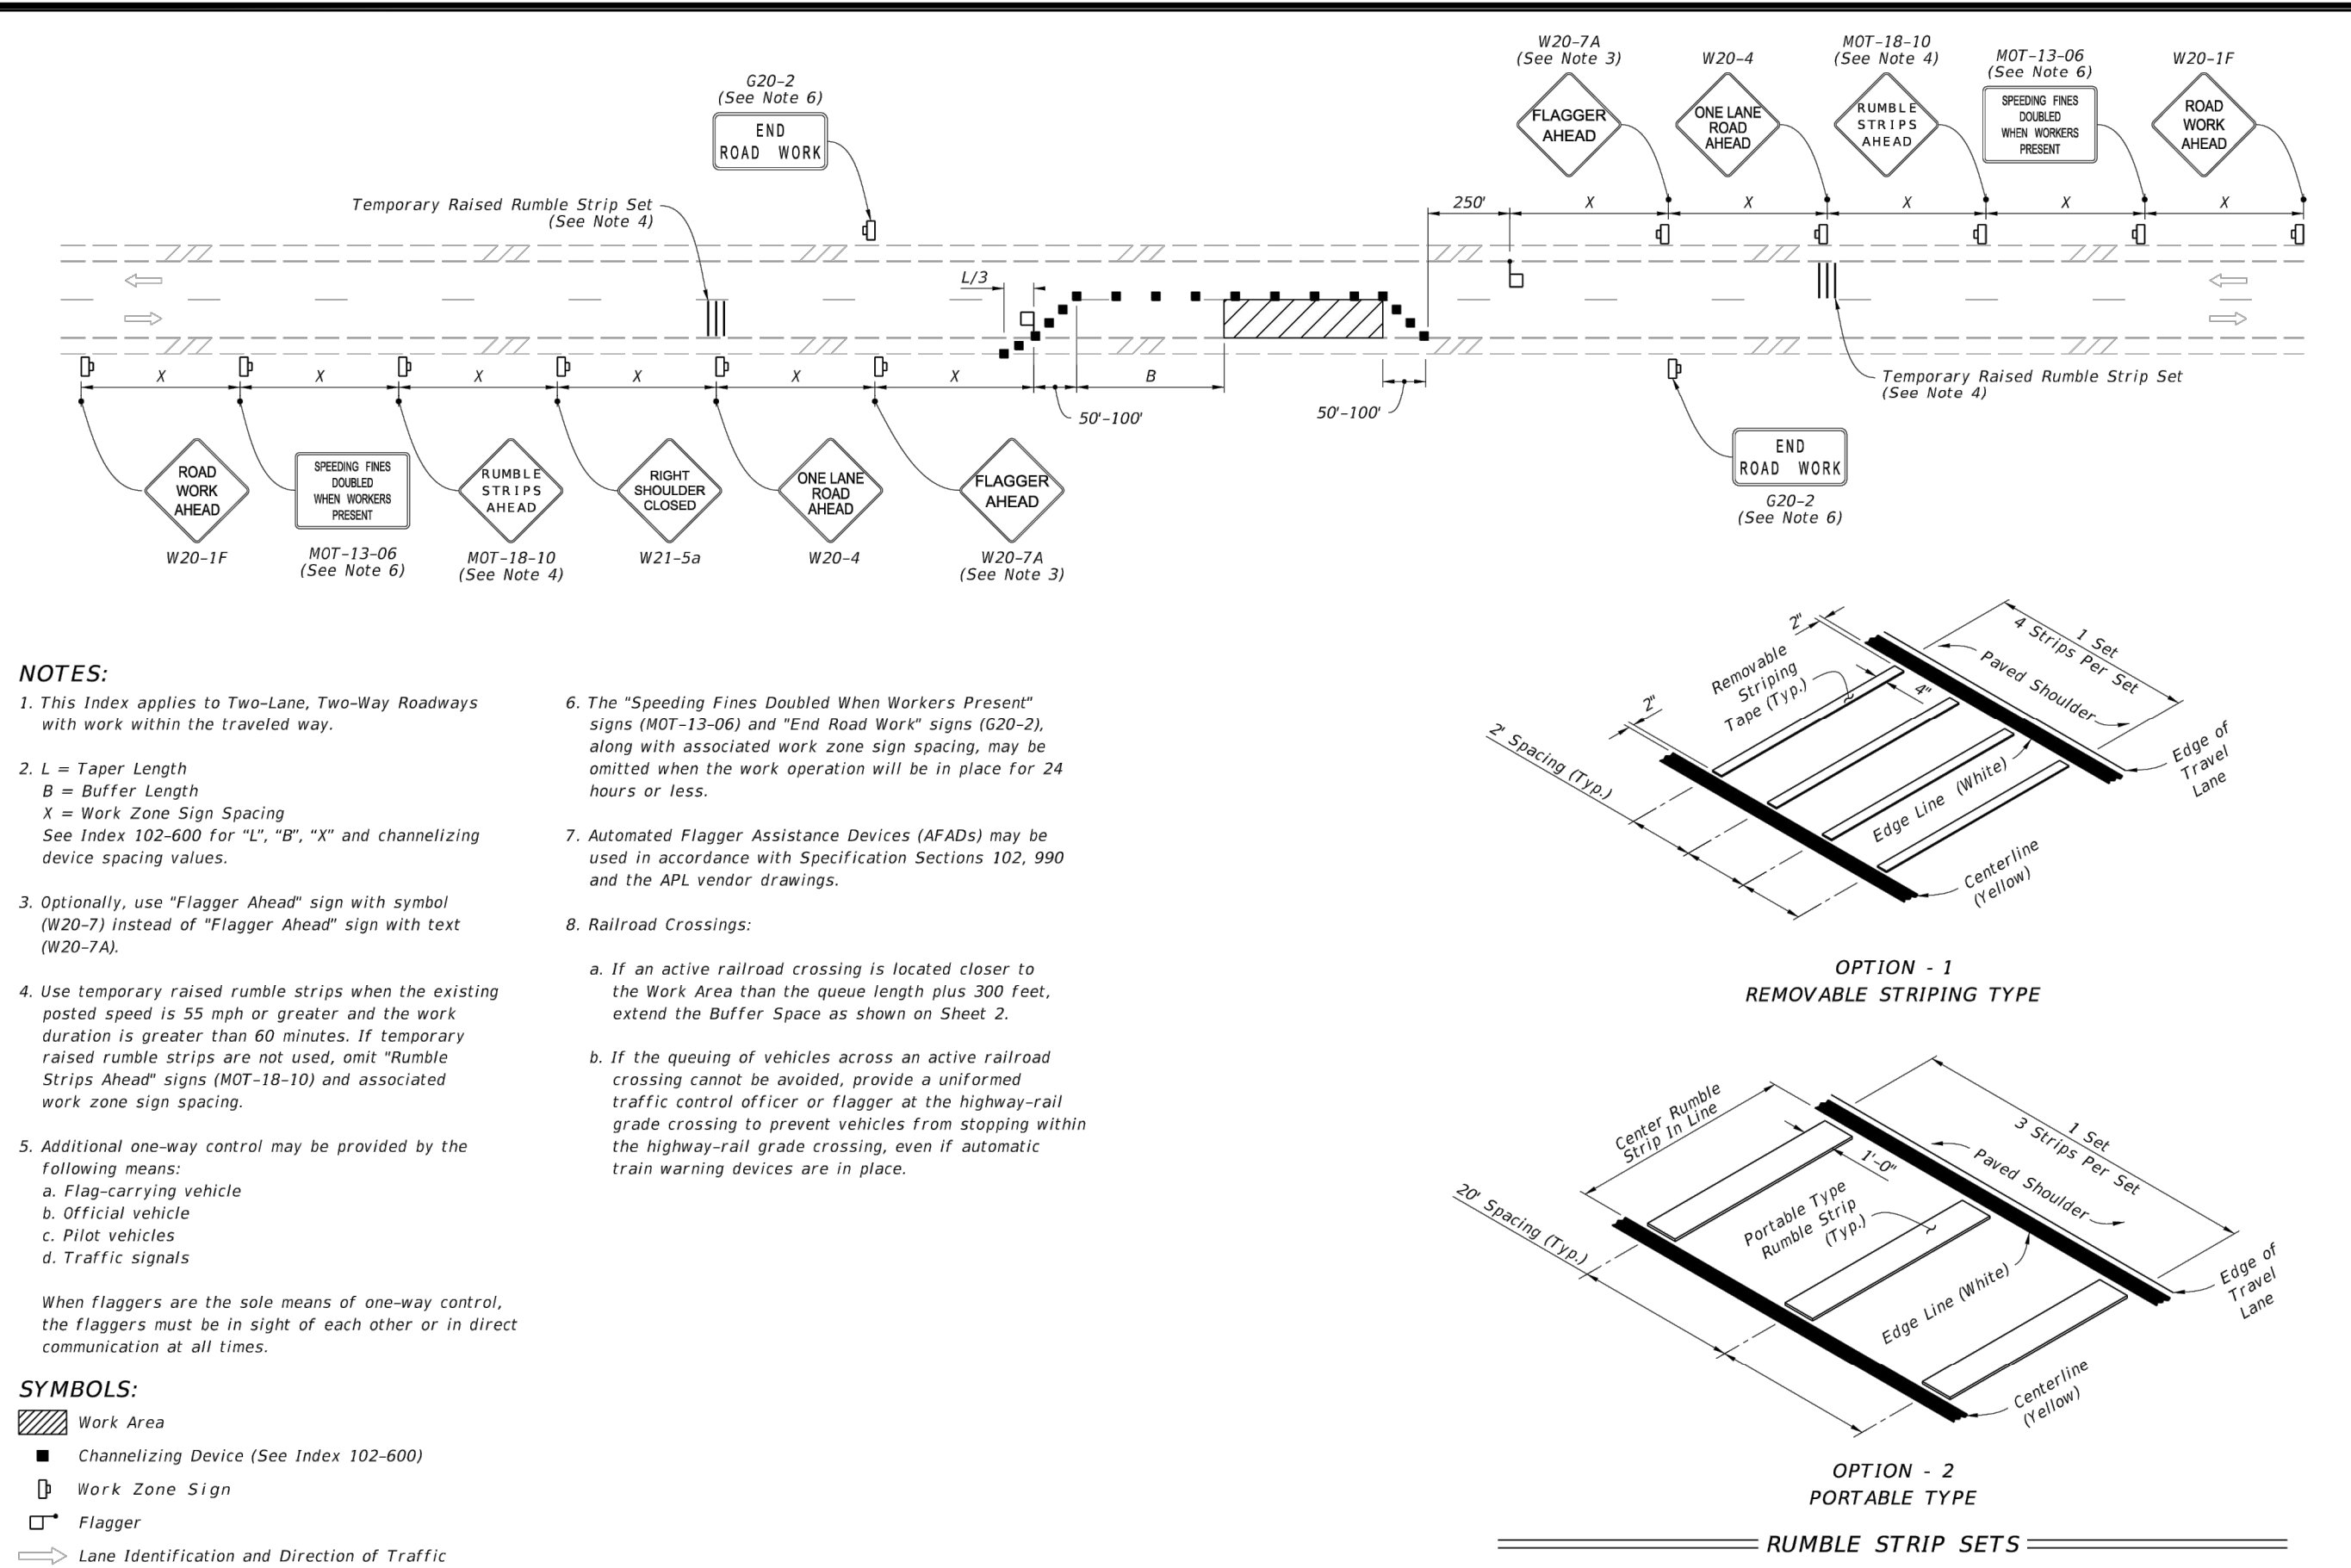 W20-7A
(See Note 3)
W20-4
MOT-18-10
(See Note 4)
MOT-13-06
(See Note 6)
W20-1F
FLAGGER
AHEAD
ONE LANE
ROAD
AHEAD
RUMBLE
STRIPS
AHEAD
SPEEDING FINES
DOUBLED
WHEN WORKERS
PRESENT
ROAD
WORK
AHEAD
G20-2
(See Note 6)
END
ROAD WORK
Temporary Raised Rumble Strip Set
(See Note 4)
250'
X
X
X
X
X
L/3
X
X
X
X
X
X
B
50'-100'
50'-100'
Temporary Raised Rumble Strip Set
(See Note 4)
END
ROAD WORK
G20-2
(See Note 6)
ROAD
WORK
AHEAD
W20-1F
SPEEDING FINES
DOUBLED
WHEN WORKERS
PRESENT
MOT-13-06
(See Note 6)
RUMBLE
STRIPS
AHEAD
MOT-18-10
(See Note 4)
RIGHT
SHOULDER
CLOSED
W21-5a
ONE LANE
ROAD
AHEAD
W20-4
FLAGGER
AHEAD
W20-7A
(See Note 3)
NOTES:
1. This Index applies to Two-Lane, Two-Way Roadways
with work within the traveled way.
2. L = Taper Length
B = Buffer Length
X = Work Zone Sign Spacing
See Index 102-600 for “L”, “B”, “X” and channelizing
device spacing values.
3. Optionally, use "Flagger Ahead" sign with symbol
(W20-7) instead of "Flagger Ahead" sign with text
(W20-7A).
4. Use temporary raised rumble strips when the existing
posted speed is 55 mph or greater and the work
duration is greater than 60 minutes. If temporary
raised rumble strips are not used, omit "Rumble
Strips Ahead" signs (MOT-18-10) and associated
work zone sign spacing.
5. Additional one-way control may be provided by the
following means:
a. Flag-carrying vehicle
b. Official vehicle
c. Pilot vehicles
d. Traffic signals
When flaggers are the sole means of one-way control,
the flaggers must be in sight of each other or in direct
communication at all times.
6. The "Speeding Fines Doubled When Workers Present"
signs (MOT-13-06) and "End Road Work" signs (G20-2),
along with associated work zone sign spacing, may be
omitted when the work operation will be in place for 24
hours or less.
7. Automated Flagger Assistance Devices (AFADs) may be
used in accordance with Specification Sections 102, 990
and the APL vendor drawings.
8. Railroad Crossings:
a. If an active railroad crossing is located closer to
the Work Area than the queue length plus 300 feet,
extend the Buffer Space as shown on Sheet 2.
b. If the queuing of vehicles across an active railroad
crossing cannot be avoided, provide a uniformed
traffic control officer or flagger at the highway-rail
grade crossing to prevent vehicles from stopping within
the highway-rail grade crossing, even if automatic
train warning devices are in place.
SYMBOLS:
Work Area
Channelizing Device (See Index 102-600)
Work Zone Sign
Flagger
Lane Identification and Direction of Traffic
2"
1 Set
4 Strips Per Set
Removable
Striping
Tape (Typ.)
Paved Shoulder
4"
2"
2' Spacing (Typ.)
Edge Line (White)
Edge of
Travel
Lane
Centerline
(Yellow)
OPTION - 1
REMOVABLE STRIPING TYPE
Center Rumble
Strip In Line
1 Set
3 Strips Per Set
Paved Shoulder
1'-0"
Portable Type
Rumble Strip
(Typ.)
20' Spacing (Typ.)
Edge Line (White)
Edge of
Travel
Lane
Centerline
(Yellow)
OPTION - 2
PORTABLE TYPE
RUMBLE STRIP SETS